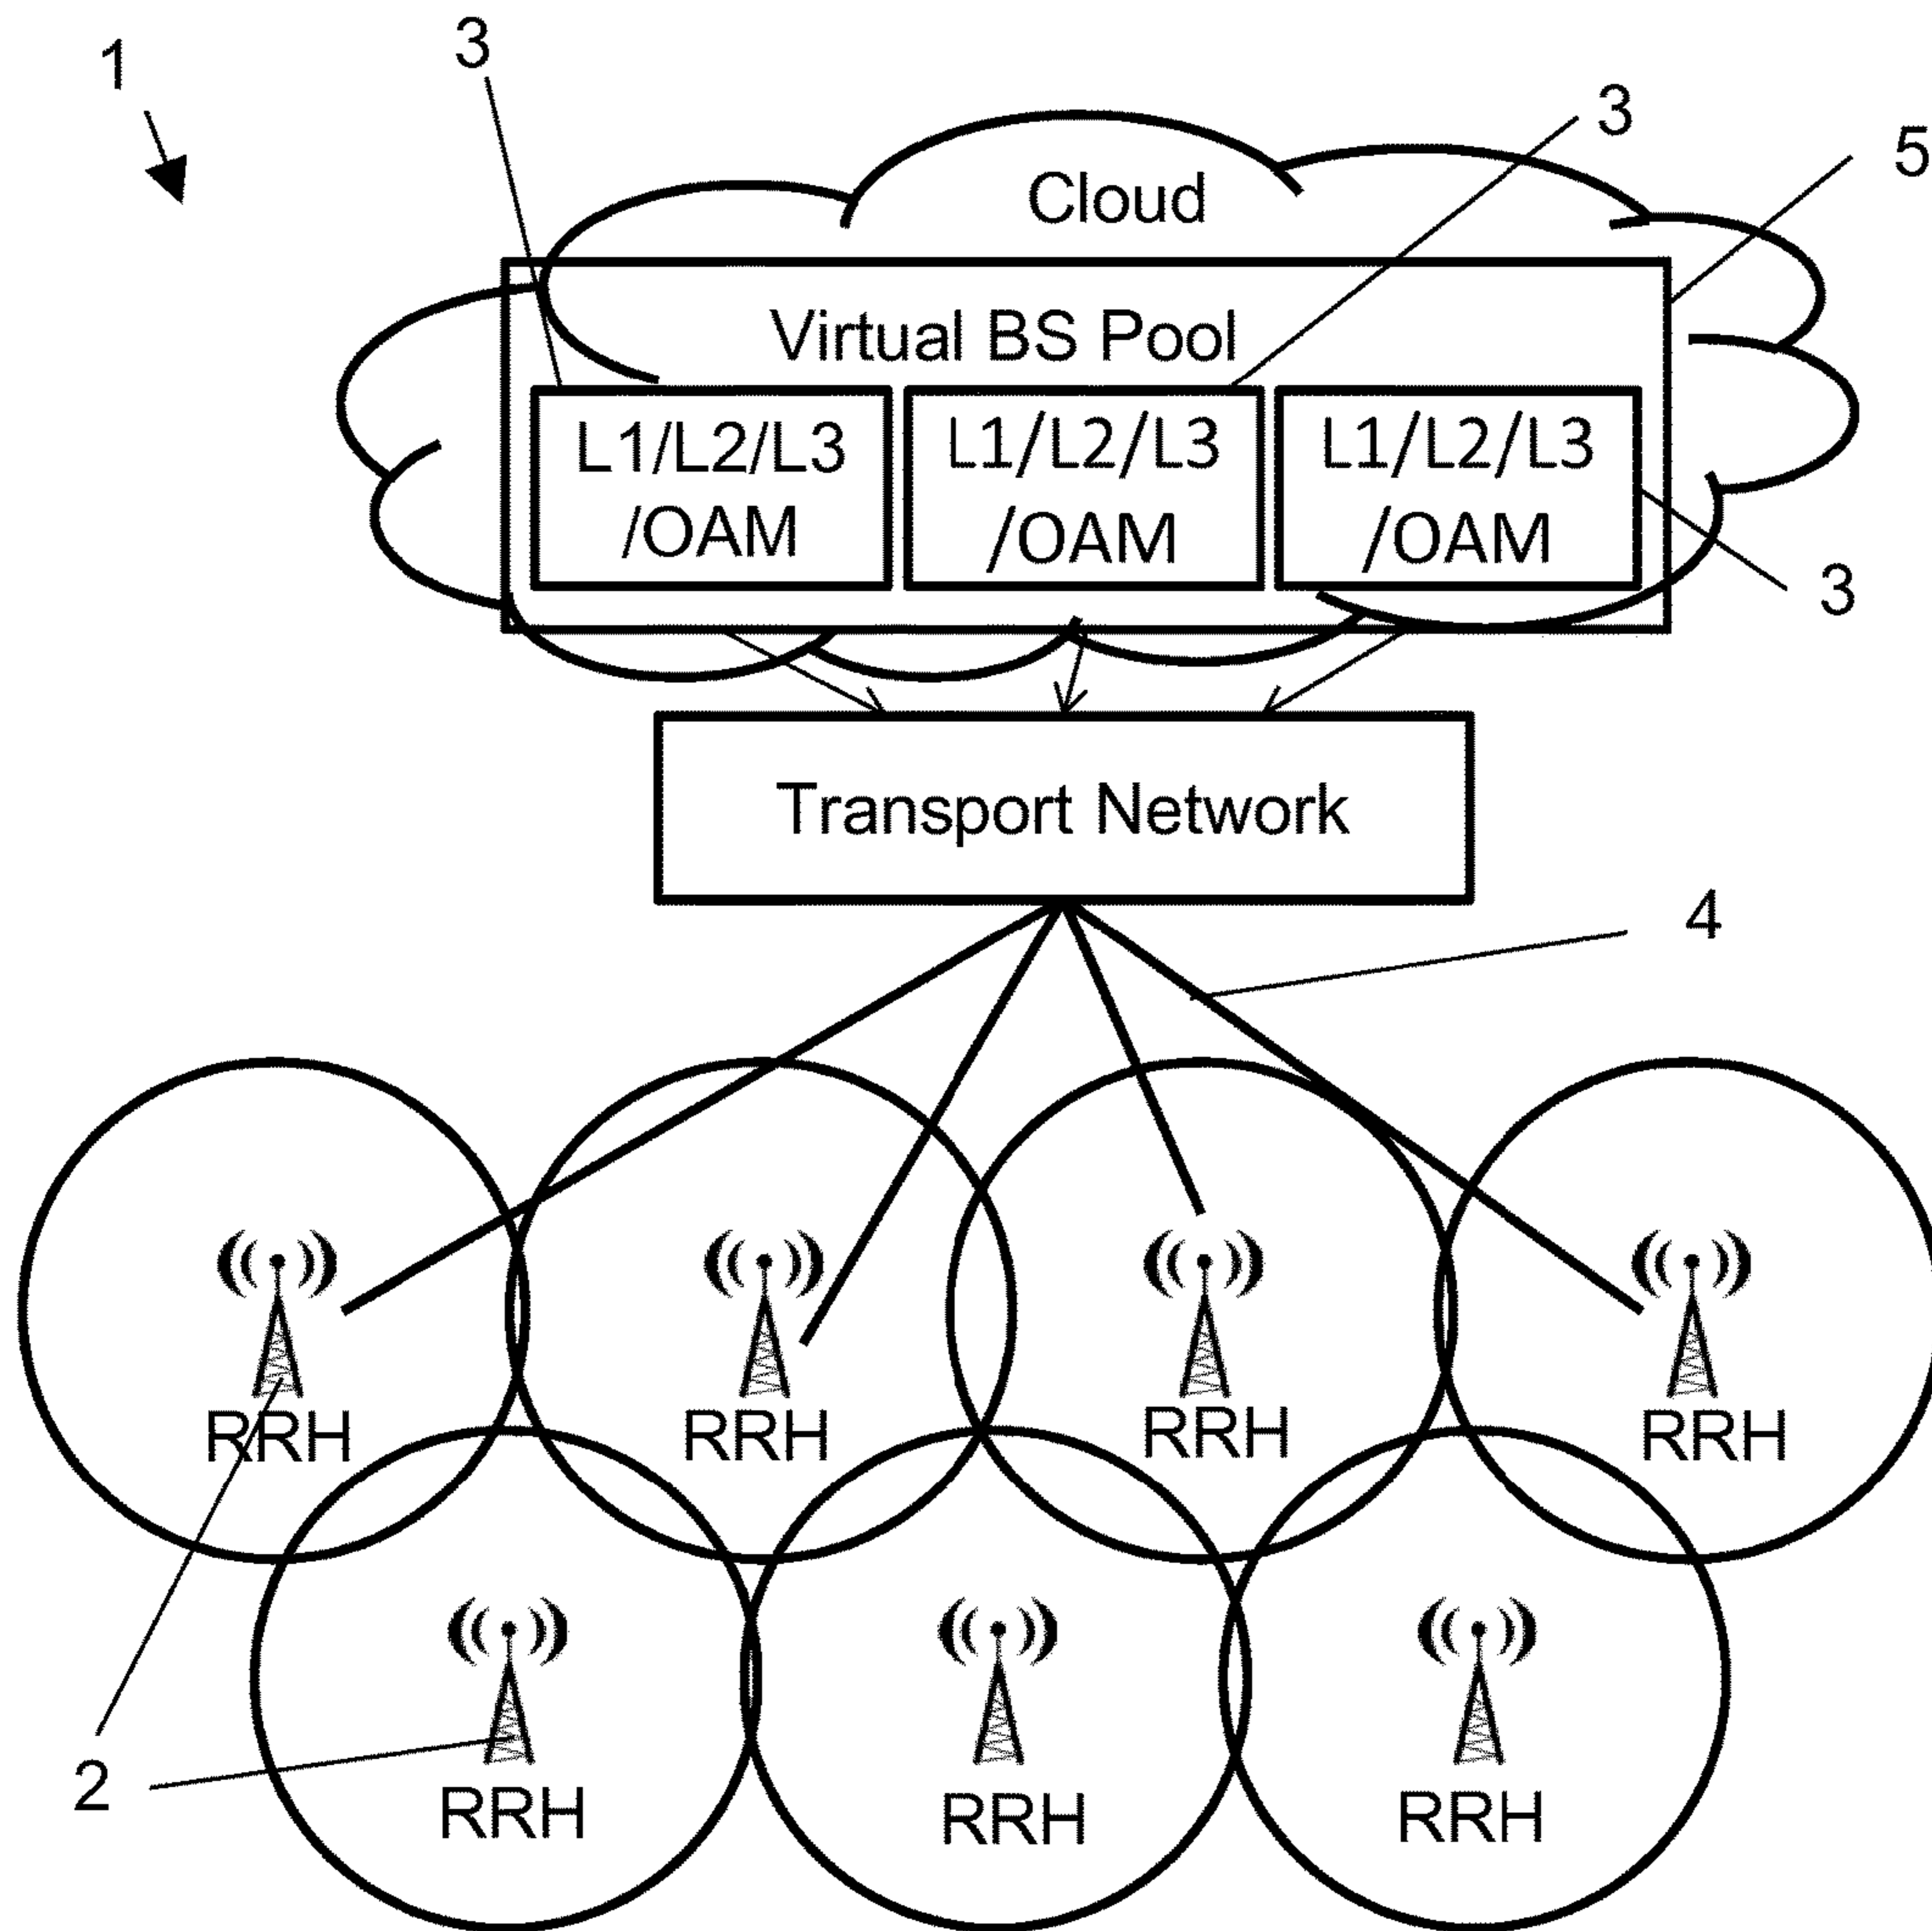 3
1
3
5
Cloud
Virtual BS Pool
L1/L2/L3
/OAM
L1/L2/L3
/OAM
L1/L2/L3
/OAM
3
Transport Network
4
RRH
RRH
RRH
RRH
2
RRH
RRH
RRH